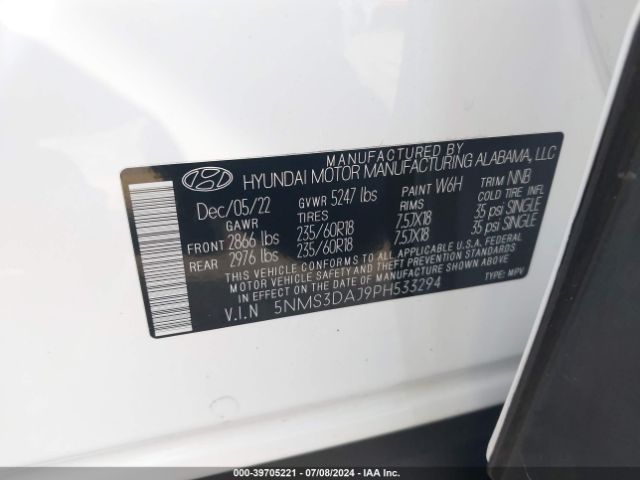 MANUFACTURED BY
HYUNDAI MOTOR MANUFACTURING ALABAMA, LLC
Dec/05/22 GVWR 5247 lbs PAINT W6H TRIM NNB
GAWR TIRES RIMS COLD TIRE INFL
FRONT 2866 lbs 235/60R18 7.5JX18 35 psi SINGLE
REAR 2976 lbs 235/60R18 7.5JX18 35 psi SINGLE
THIS VEHICLE CONFORMS TO ALL APPLICABLE U.S.A. FEDERAL
MOTOR VEHICLE SAFETY AND THEFT PREVENTION STANDARDS
IN EFFECT ON THE DATE OF MANUFACTURE SHOWN ABOVE.
V.I.N 5NMS3DAJ9PH533294 TYPE: MPV
000-39705221 | 07/08/2024 | IAAI.COM